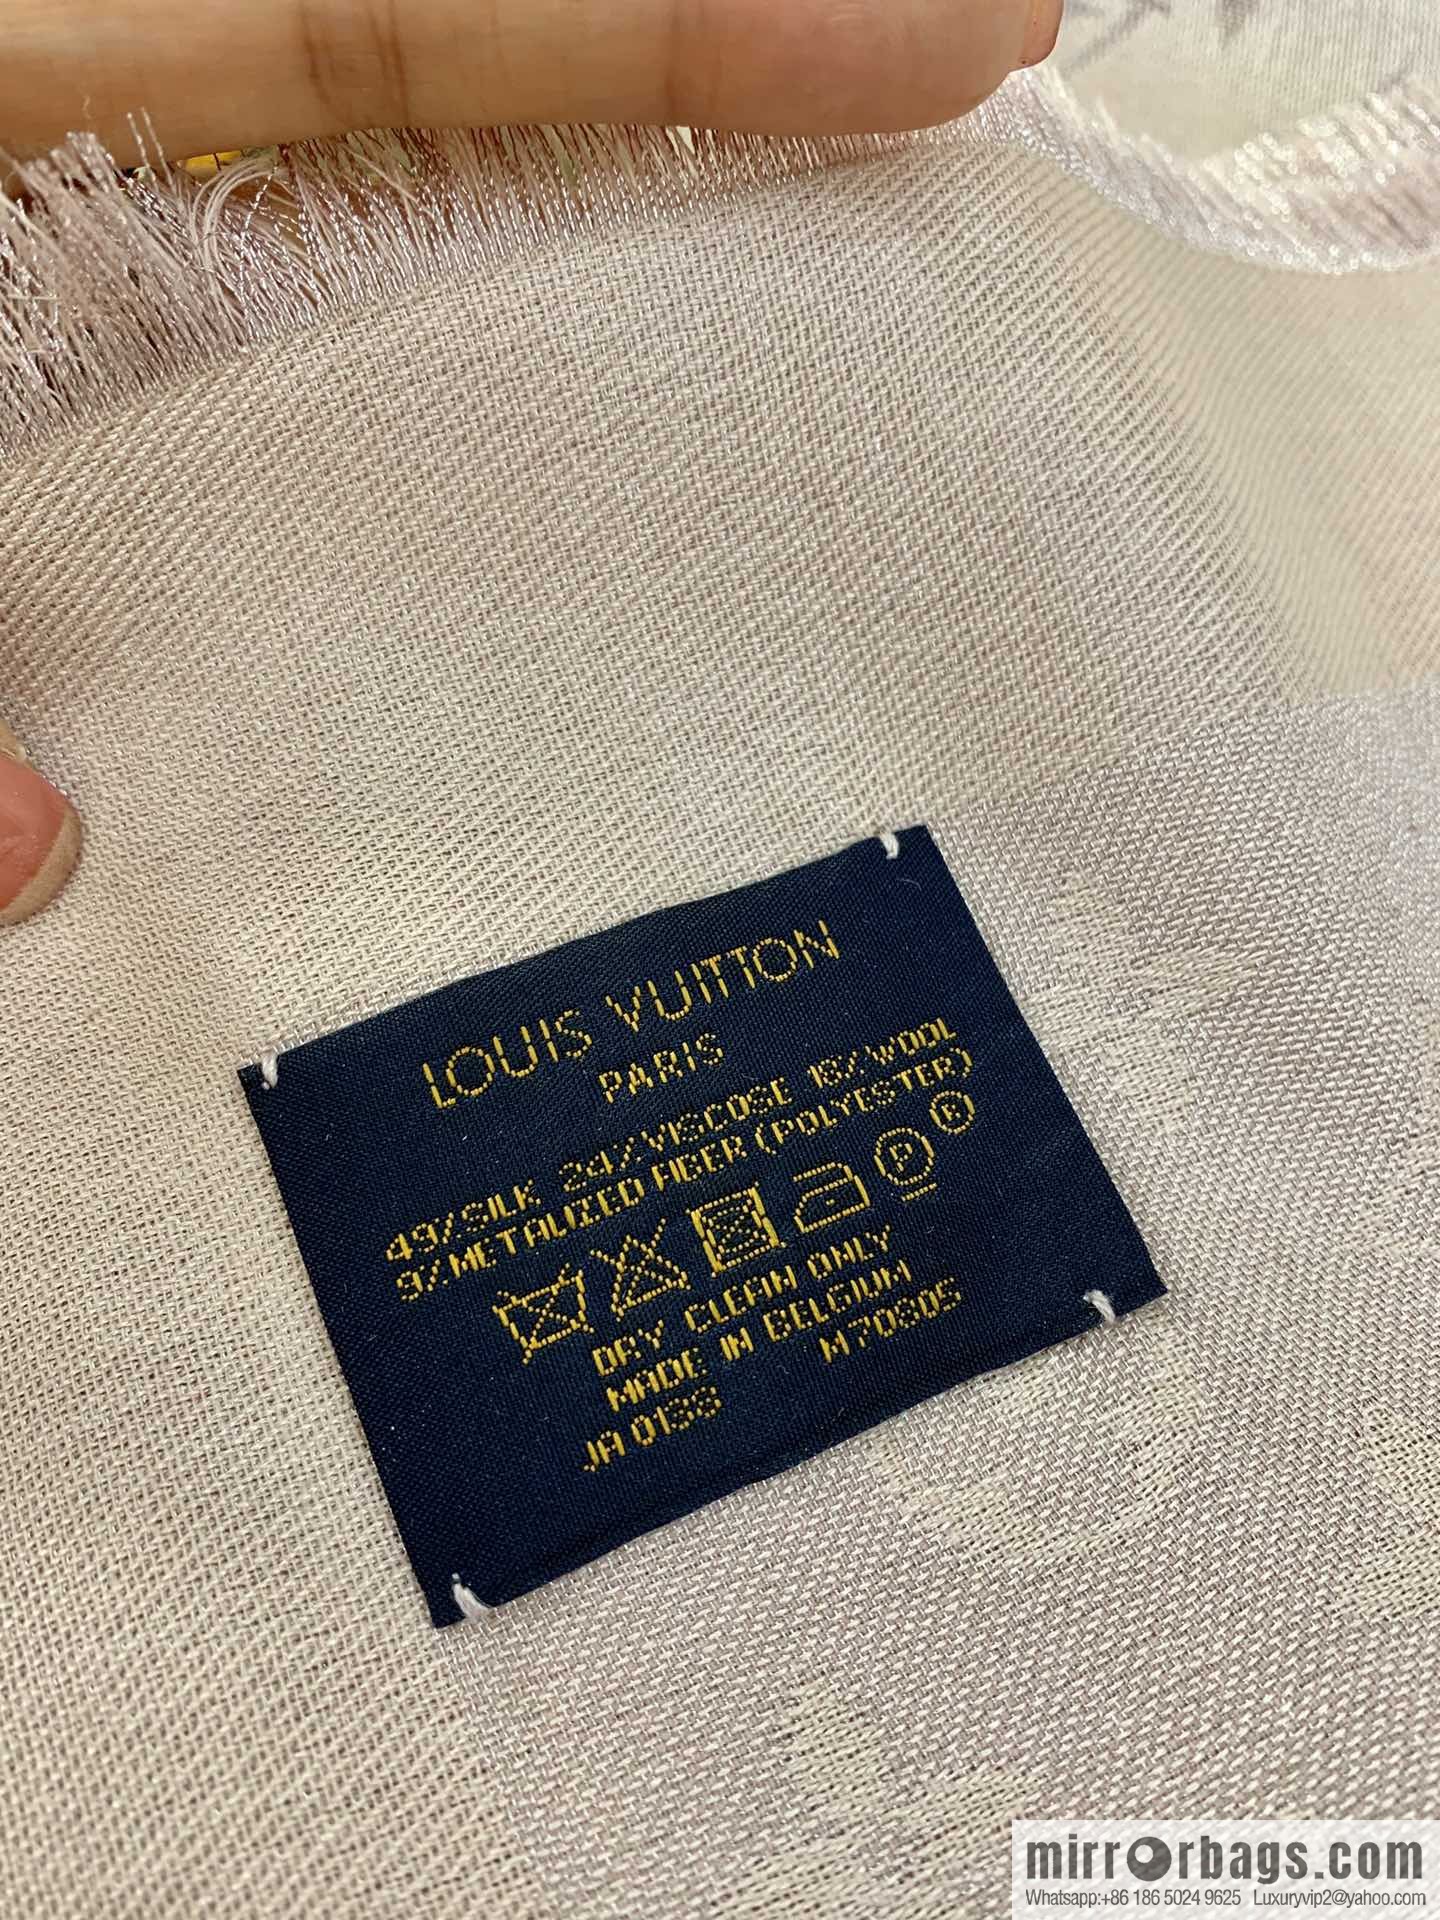 LOUIS VUITTON
PARIS
49% SILK 24% VISCOSE 18% WOOL
9% METALLIZED FIBER (POLYESTER)
P
DRY CLEAN ONLY
MADE IN BELGIUM
JA 0138 M70805
mirrorbags.com
Whatsapp:+86 186 5024 9625 Luxuryvip2@yahoo.com